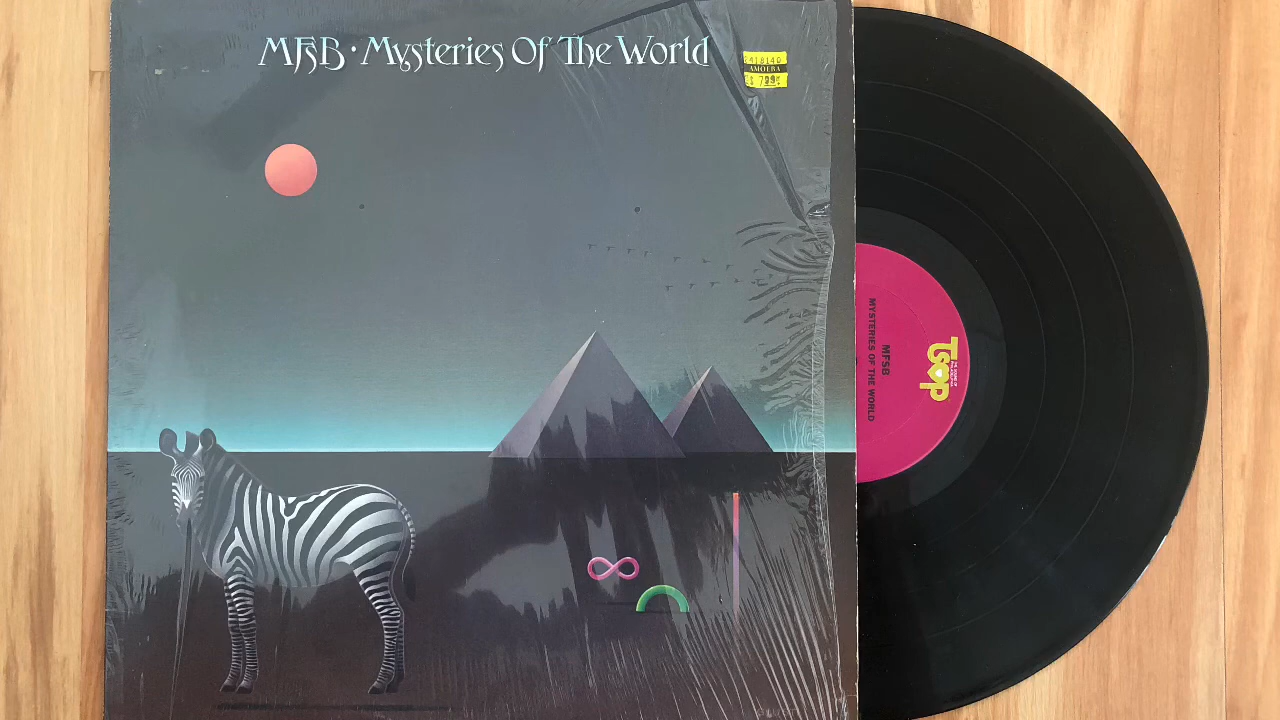 MFSB · Mysteries Of The World
AMOEBA
MFSB
MYSTERIES OF THE WORLD
TSOP